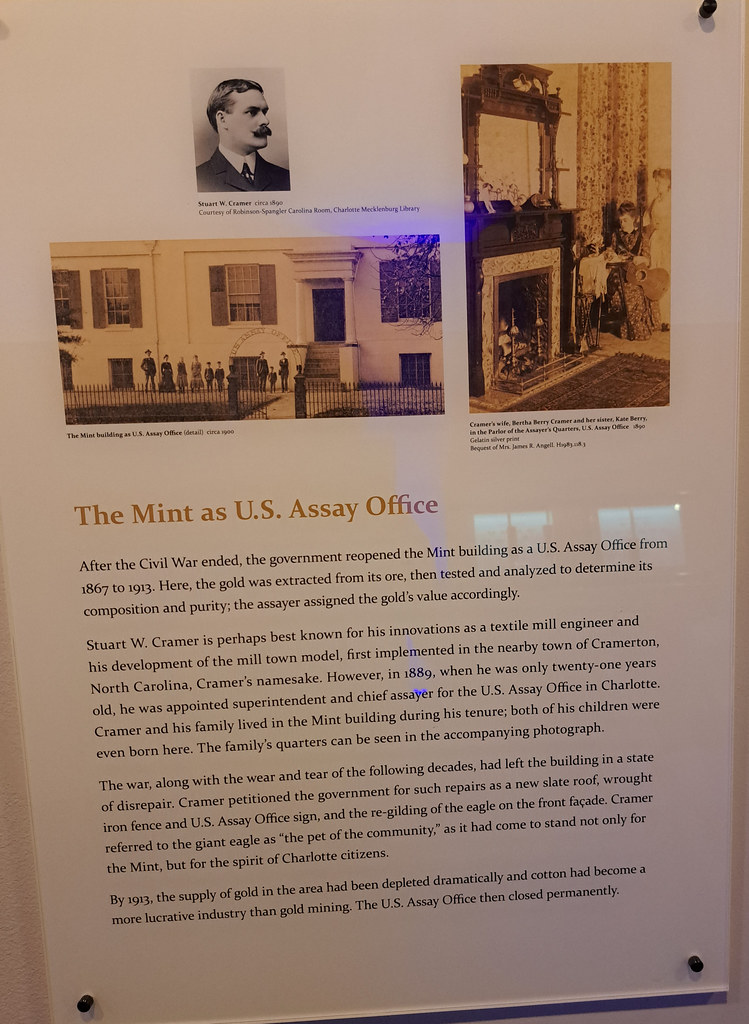 Stuart W. Cramer circa 1890
Courtesy of Robinson-Spangler Carolina Room, Charlotte Mecklenburg Library
U.S. ASSAY OFFICE
The Mint building as U.S. Assay Office (detail) circa 1900
Cramer's wife, Bertha Berry Cramer and her sister, Kate Berry,
in the Parlor of the Assayer's Quarters, U.S. Assay Office 1890
Gelatin silver print
Bequest of Mrs. James B. Angell. H1983.118.3
The Mint as U.S. Assay Office
After the Civil War ended, the government reopened the Mint building as a U.S. Assay Office from
1867 to 1913. Here, the gold was extracted from its ore, then tested and analyzed to determine its
composition and purity; the assayer assigned the gold's value accordingly.
Stuart W. Cramer is perhaps best known for his innovations as a textile mill engineer and
his development of the mill town model, first implemented in the nearby town of Cramerton,
North Carolina, Cramer's namesake. However, in 1889, when he was only twenty-one years
old, he was appointed superintendent and chief assayer for the U.S. Assay Office in Charlotte.
Cramer and his family lived in the Mint building during his tenure; both of his children were
even born here. The family's quarters can be seen in the accompanying photograph.
The war, along with the wear and tear of the following decades, had left the building in a state
of disrepair. Cramer petitioned the government for such repairs as a new slate roof, wrought
iron fence and U.S. Assay Office sign, and the re-gilding of the eagle on the front façade. Cramer
referred to the giant eagle as “the pet of the community,” as it had come to stand not only for
the Mint, but for the spirit of Charlotte citizens.
By 1913, the supply of gold in the area had been depleted dramatically and cotton had become a
more lucrative industry than gold mining. The U.S. Assay Office then closed permanently.